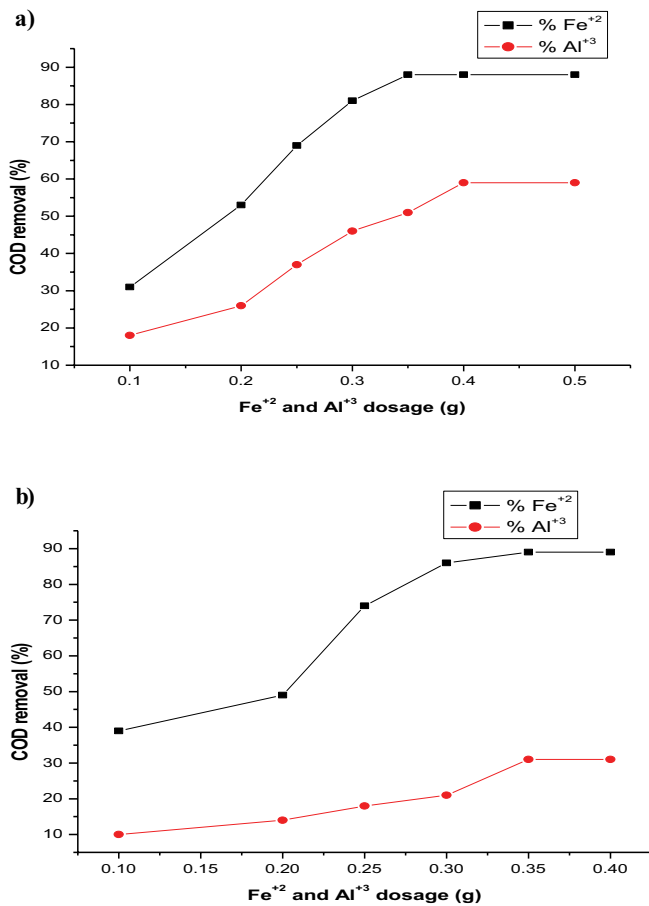 a)
% Fe⁺²
% Al⁺³
90
80
70
60
50
40
30
20
10
COD removal (%)
0.1 0.2 0.3 0.4 0.5
Fe⁺² and Al⁺³ dosage (g)
b)
% Fe⁺²
% Al⁺³
90
80
70
60
50
40
30
20
10
COD removal (%)
0.10 0.20 0.25 0.30 0.35 0.40
Fe⁺² and Al⁺³ dosage (g)